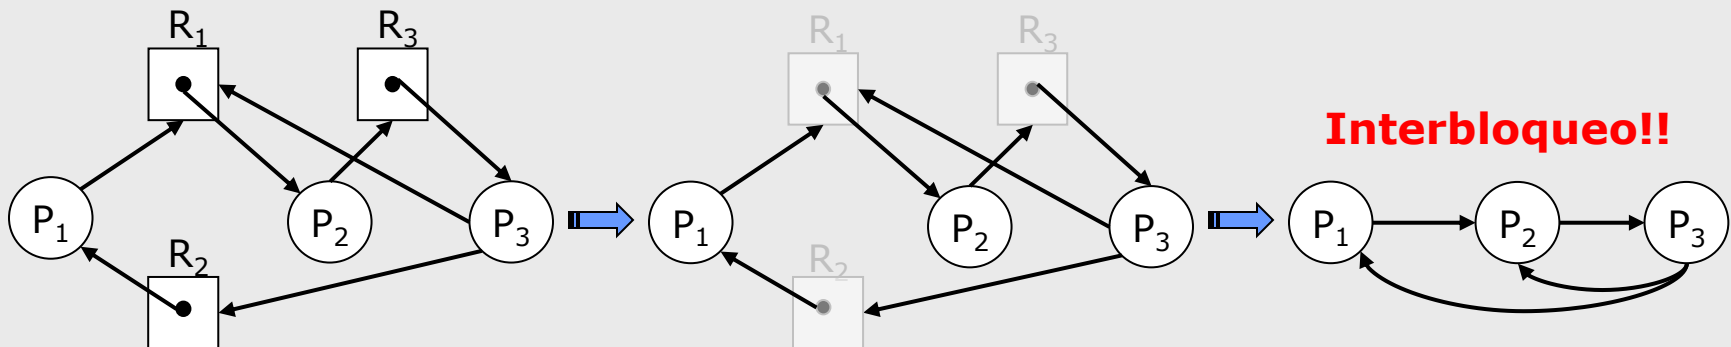 R₁ R₃
P₁ P₂ P₃
R₂
R₁ R₃
P₁ P₂ P₃
R₂
Interbloqueo!!
P₁ P₂ P₃